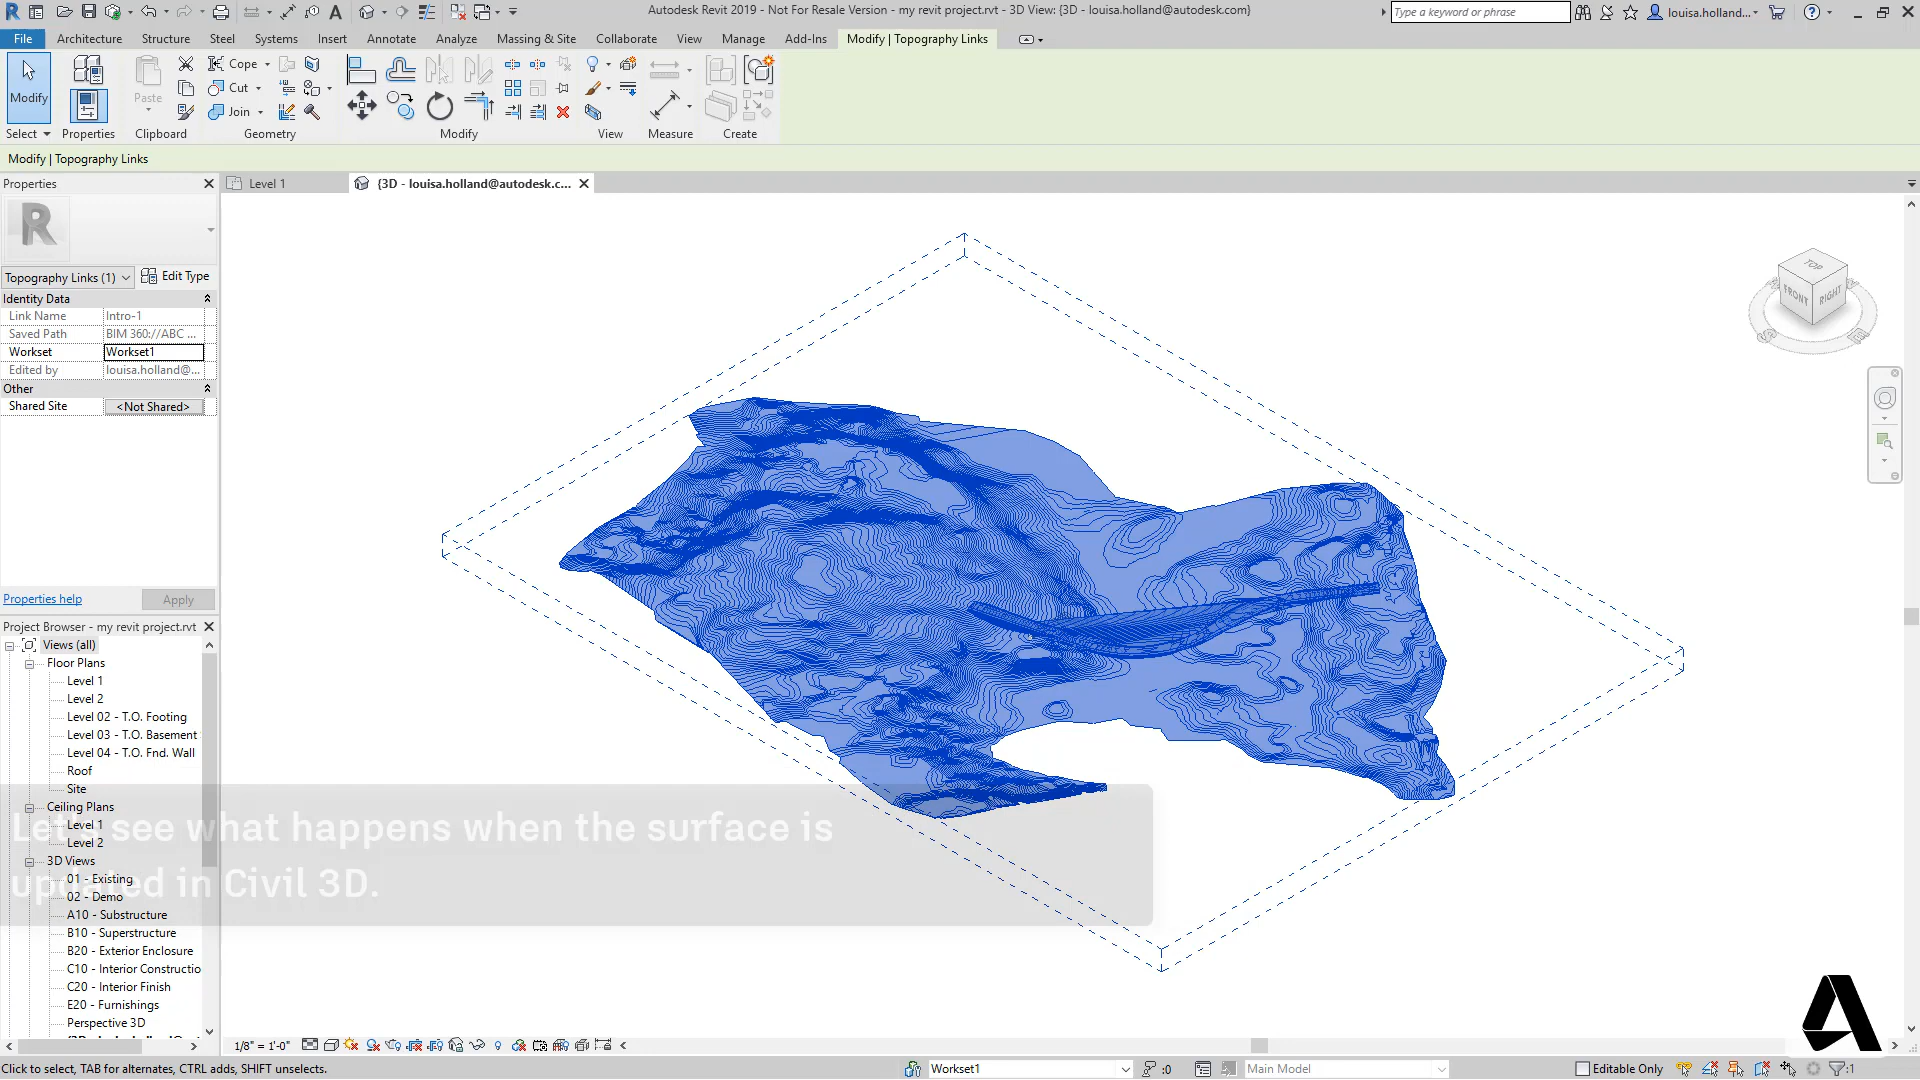 Autodesk Revit 2019 - Not For Resale Version - my revit project.rvt - 3D View: {3D - louisa.holland@autodesk.com}
Type a keyword or phrase
louisa.holland...
File Architecture Structure Steel Systems Insert Annotate Analyze Massing & Site Collaborate View Manage Add-Ins Modify | Topography Links
Modify
Paste
Cope
Cut
Join
Select Properties Clipboard Geometry Modify View Measure Create
Modify | Topography Links
Properties
Level 1
{3D - louisa.holland@autodesk.c...
R
Topography Links (1)
Edit Type
Identity Data
Link Name Intro-1
Saved Path BIM 360://ABC ...
Workset Workset1
Edited by louisa.holland@...
Other
Shared Site <Not Shared>
TOP
FRONT
RIGHT
S
E
Properties help
Apply
Project Browser - my revit project.rvt
Views (all)
Floor Plans
Level 1
Level 2
Level 02 - T.O. Footing
Level 03 - T.O. Basement
Level 04 - T.O. Fnd. Wall
Roof
Site
Ceiling Plans
Level 1
Level 2
3D Views
01 - Existing
02 - Demo
A10 - Substructure
B10 - Superstructure
B20 - Exterior Enclosure
C10 - Interior Constructio
C20 - Interior Finish
E20 - Furnishings
Perspective 3D
Let's see what happens when the surface is
updated in Civil 3D.
1/8" = 1'-0"
Click to select, TAB for alternates, CTRL adds, SHIFT unselects.
Workset1
:0
Main Model
Editable Only
:1